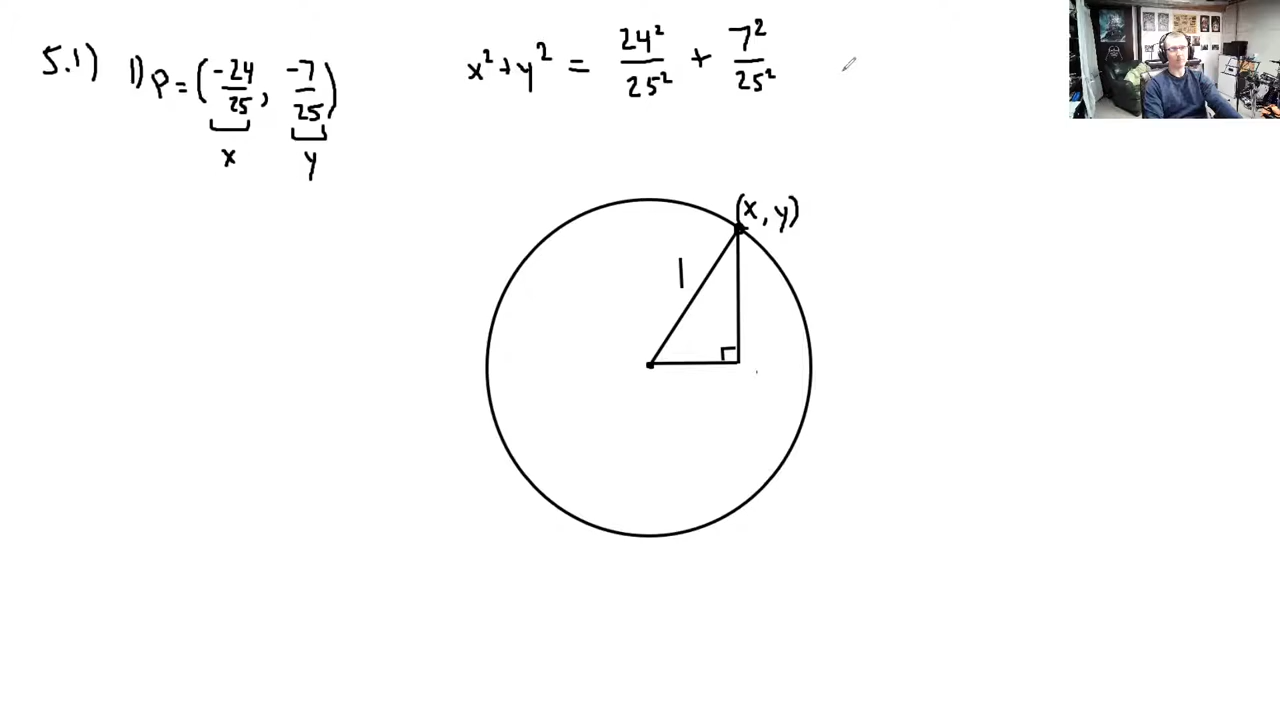 5.1) 1) P = (-24/25, -7/25)
x y
x² + y² = 24²/25² + 7²/25²
(x, y)
1